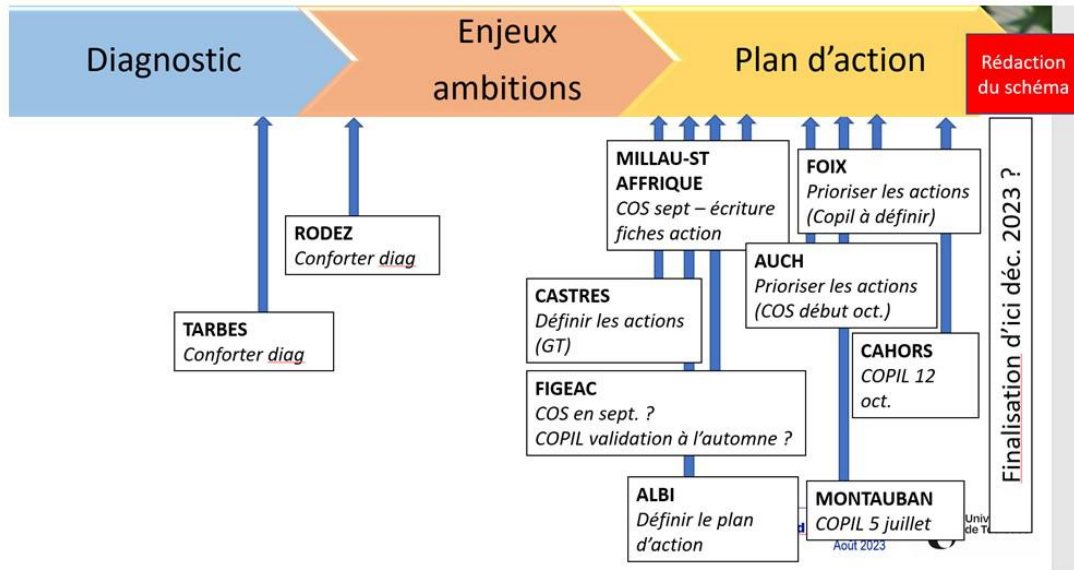 Diagnostic
Enjeux
ambitions
Plan d'action
Rédaction
du schéma
MILLAU-ST
AFFRIQUE
COS sept – écriture
fiches action
FOIX
Prioriser les actions
(Copil à définir)
RODEZ
Conforter diag
AUCH
Prioriser les actions
(COS début oct.)
CASTRES
Définir les actions
(GT)
TARBES
Conforter diag
CAHORS
COPIL 12
oct.
FIGEAC
COS en sept. ?
COPIL validation à l'automne ?
ALBI
Définir le plan
d'action
MONTAUBAN
COPIL 5 juillet
Finalisation d'ici déc. 2023 ?
Août 2023